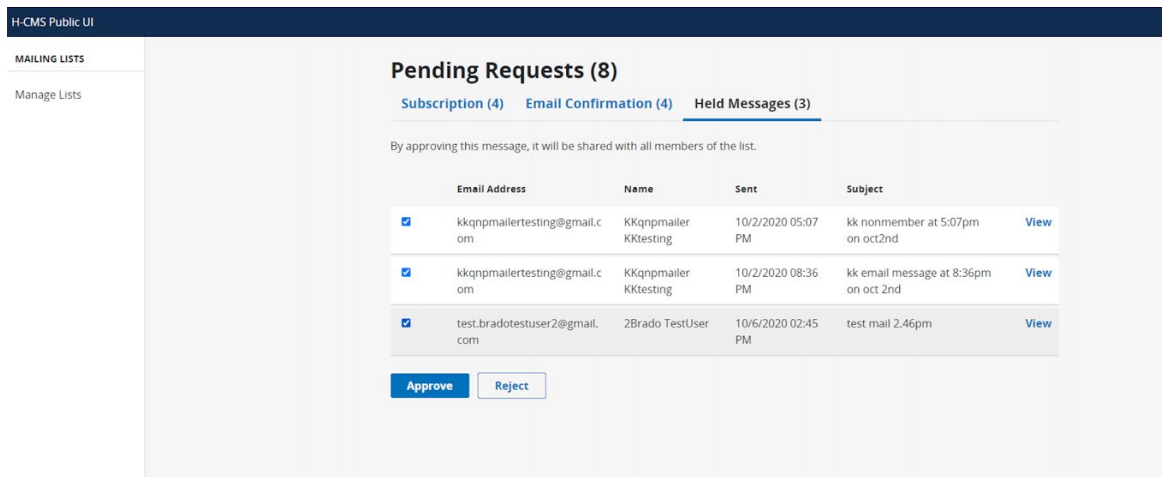 H-CMS Public UI
MAILING LISTS
Manage Lists
Pending Requests (8)
Subscription (4) Email Confirmation (4) Held Messages (3)
By approving this message, it will be shared with all members of the list.
Email Address Name Sent Subject
kkqnpmailertesting@gmail.c KKqnpmailer 10/2/2020 05:07 kk nonmember at 5:07pm View
om KKtesting PM on oct2nd
kkqnpmailertesting@gmail.c KKqnpmailer 10/2/2020 08:36 kk email message at 8:36pm View
om KKtesting PM on oct 2nd
test.bradotestuser2@gmail. 2Brado TestUser 10/6/2020 02:45 test mail 2.46pm View
com PM
Approve Reject